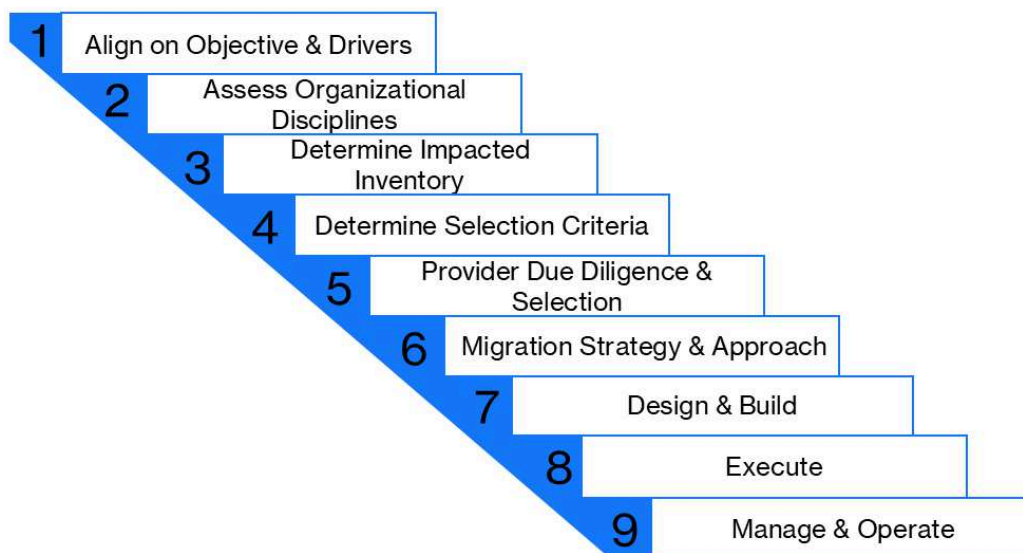 1 Align on Objective & Drivers
2 Assess Organizational
Disciplines
3 Determine Impacted
Inventory
4 Determine Selection Criteria
5 Provider Due Diligence &
Selection
6 Migration Strategy & Approach
7 Design & Build
8 Execute
9 Manage & Operate